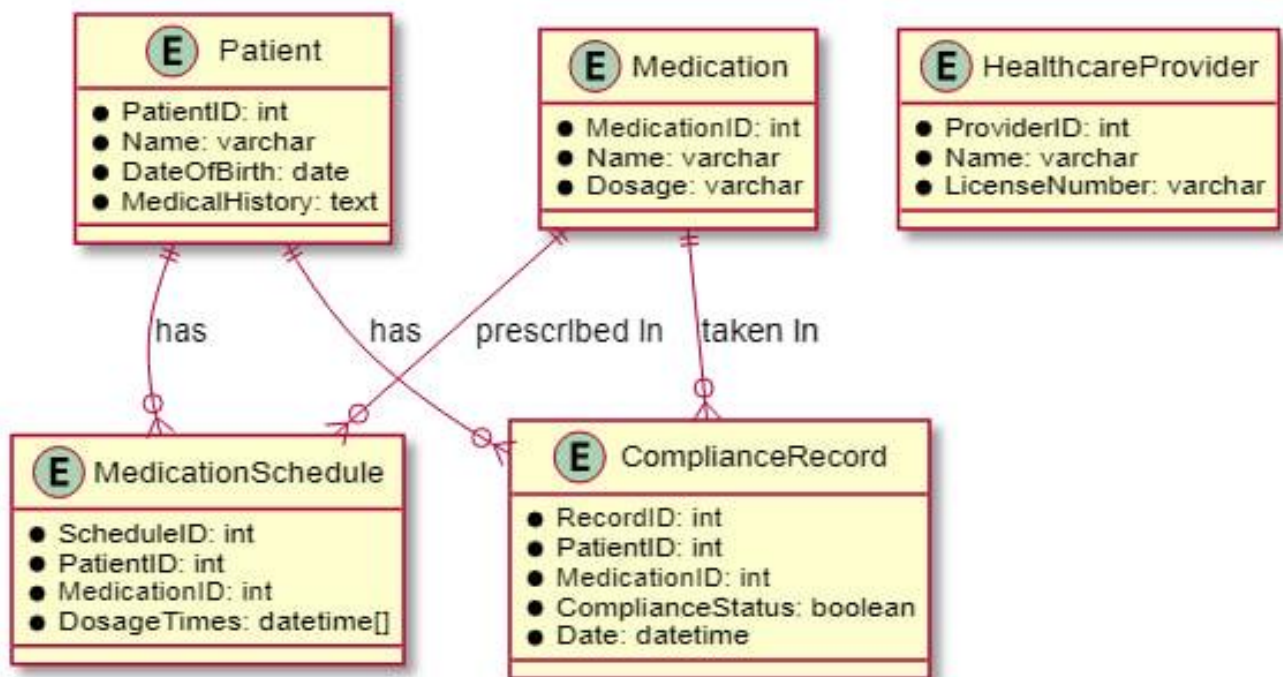 E Patient
PatientID: int
Name: varchar
DateOfBirth: date
MedicalHistory: text
E Medication
MedicationID: int
Name: varchar
Dosage: varchar
E HealthcareProvider
ProviderID: int
Name: varchar
LicenseNumber: varchar
has
has
prescribed in
taken in
E MedicationSchedule
ScheduleID: int
PatientID: int
MedicationID: int
DosageTimes: datetime[]
E ComplianceRecord
RecordID: int
PatientID: int
MedicationID: int
ComplianceStatus: boolean
Date: datetime